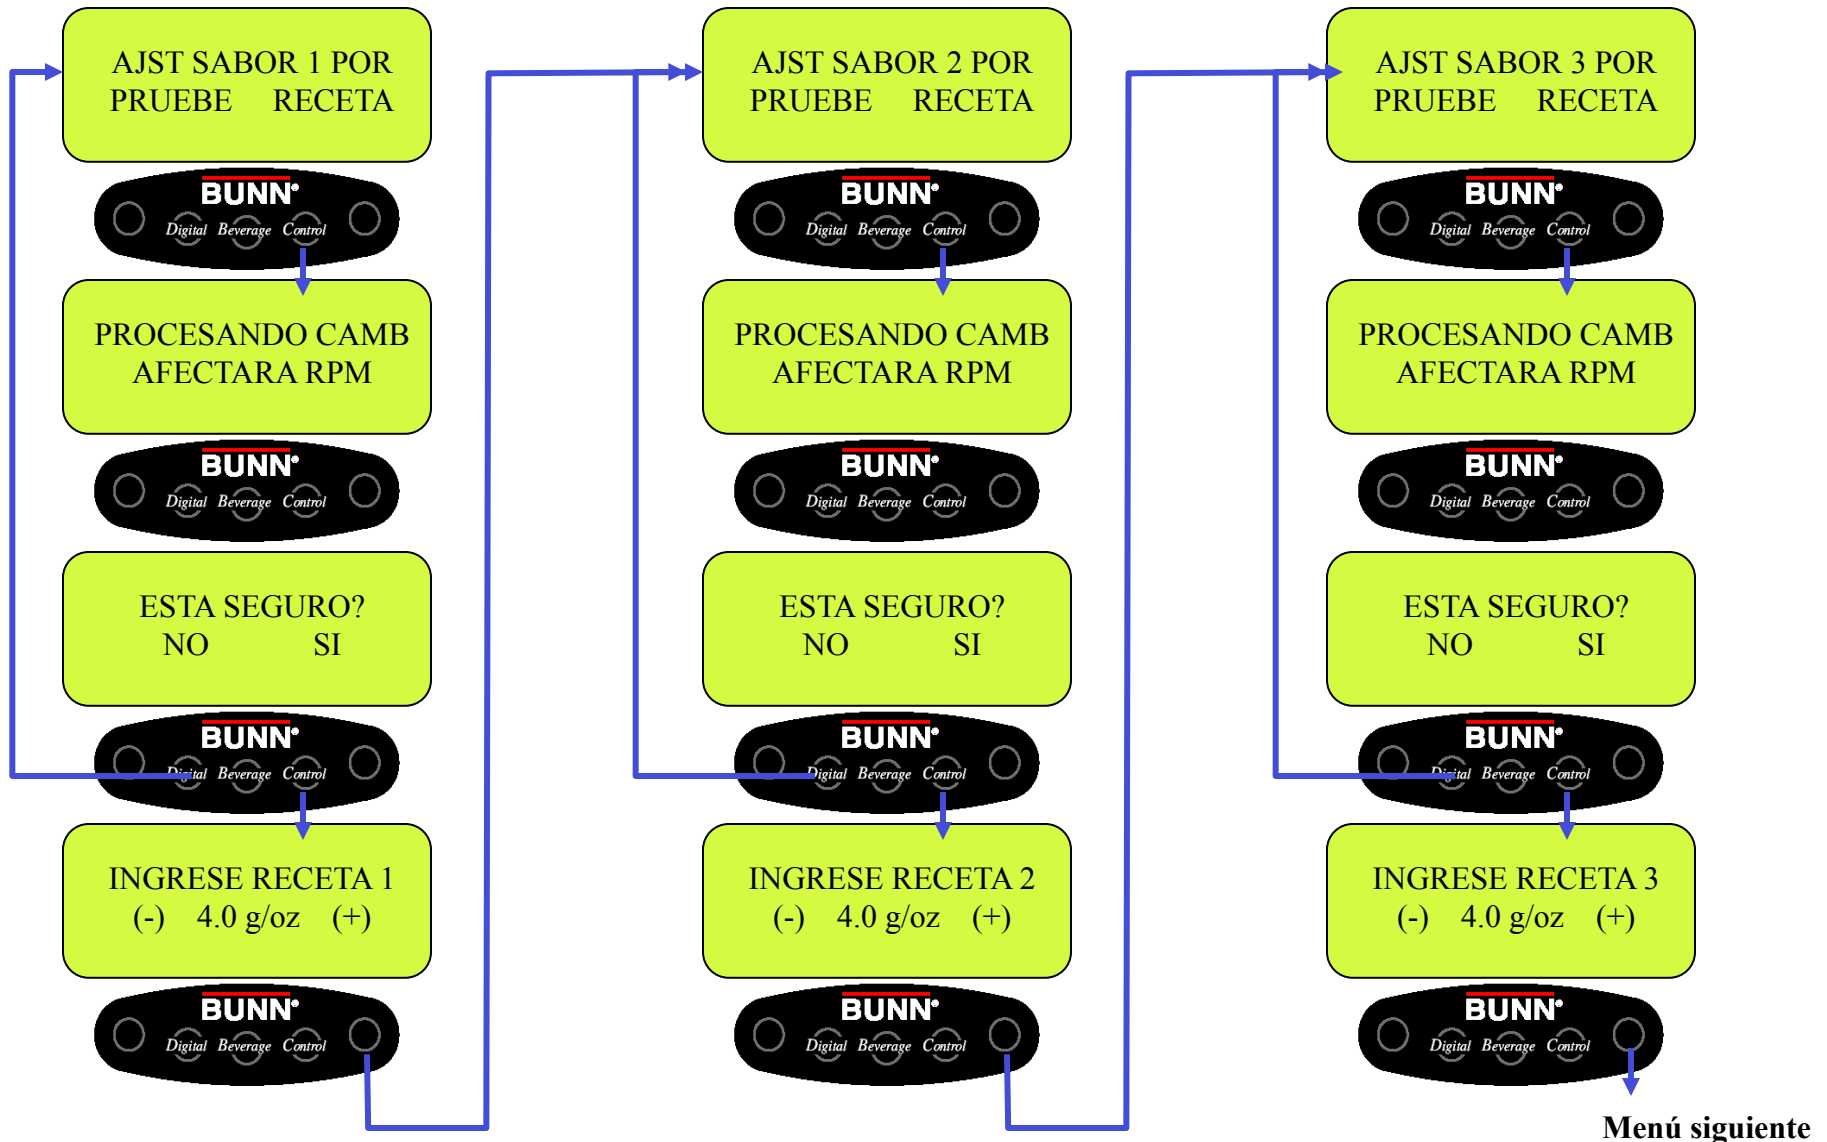 AJST SABOR 1 POR
PRUEBE RECETA
BUNN®
Digital Beverage Control
PROCESANDO CAMB
AFECTARA RPM
BUNN®
Digital Beverage Control
ESTA SEGURO?
NO SI
BUNN®
Digital Beverage Control
INGRESE RECETA 1
(-) 4.0 g/oz (+)
BUNN®
Digital Beverage Control
AJST SABOR 2 POR
PRUEBE RECETA
BUNN®
Digital Beverage Control
PROCESANDO CAMB
AFECTARA RPM
BUNN®
Digital Beverage Control
ESTA SEGURO?
NO SI
BUNN®
Digital Beverage Control
INGRESE RECETA 2
(-) 4.0 g/oz (+)
BUNN®
Digital Beverage Control
AJST SABOR 3 POR
PRUEBE RECETA
BUNN®
Digital Beverage Control
PROCESANDO CAMB
AFECTARA RPM
BUNN®
Digital Beverage Control
ESTA SEGURO?
NO SI
BUNN®
Digital Beverage Control
INGRESE RECETA 3
(-) 4.0 g/oz (+)
BUNN®
Digital Beverage Control
Menú siguiente